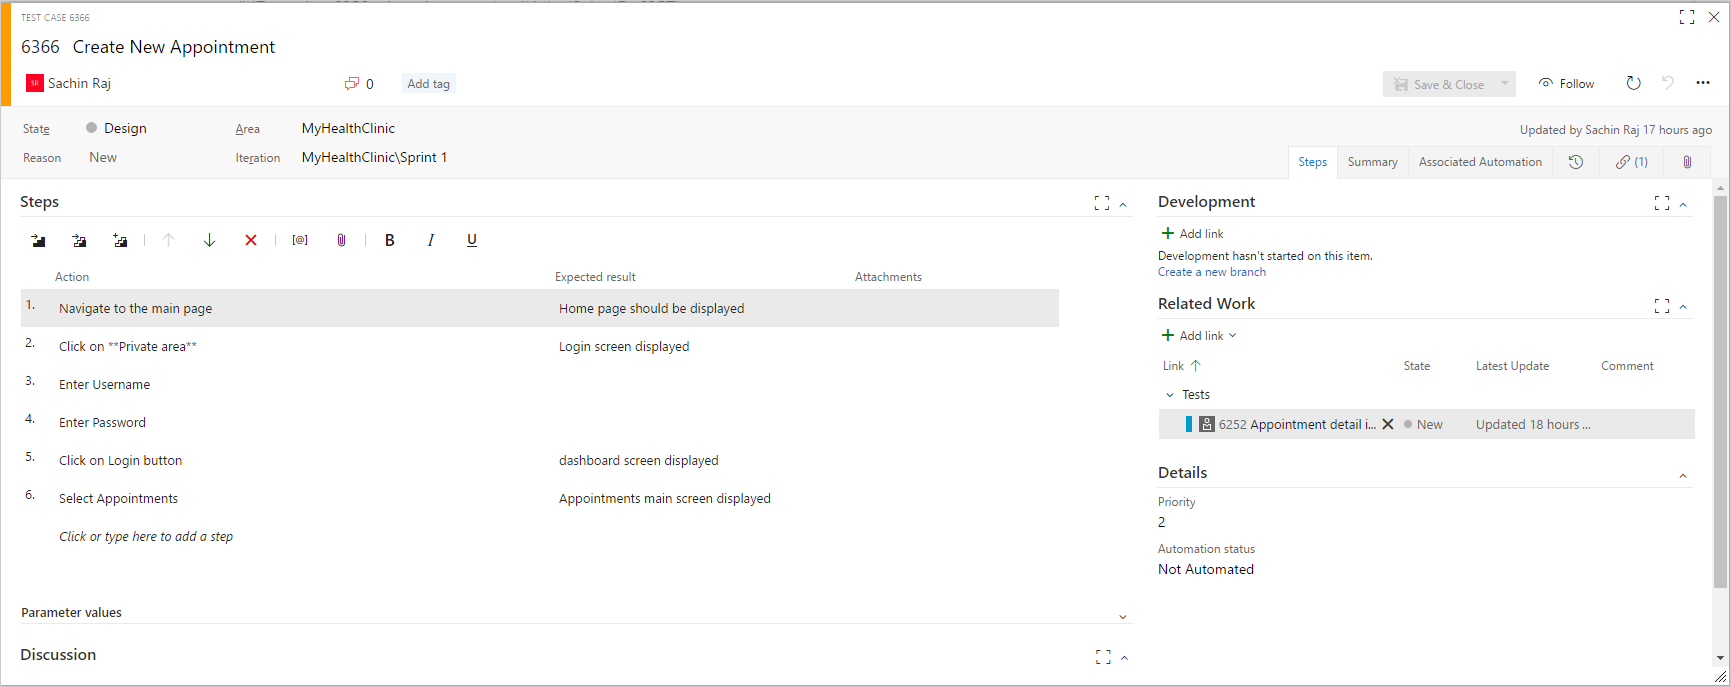 TEST CASE 6366
6366 Create New Appointment
SR Sachin Raj 0 Add tag
Save & Close Follow
State Design Area MyHealthClinic
Updated by Sachin Raj 17 hours ago
Reason New Iteration MyHealthClinic\Sprint 1
Steps Summary Associated Automation (1)
Steps
[@] B I U
Action Expected result Attachments
1. Navigate to the main page Home page should be displayed
2. Click on **Private area** Login screen displayed
3. Enter Username
4. Enter Password
5. Click on Login button dashboard screen displayed
6. Select Appointments Appointments main screen displayed
Click or type here to add a step
Parameter values
Discussion
Development
+ Add link
Development hasn't started on this item.
Create a new branch
Related Work
+ Add link
Link State Latest Update Comment
Tests
6252 Appointment detail i... New Updated 18 hours ...
Details
Priority
2
Automation status
Not Automated